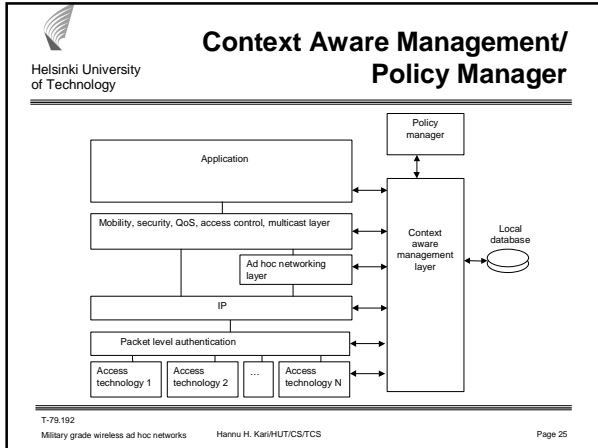 Helsinki University
of Technology
Context Aware Management/
Policy Manager
Policy
manager
Application
Mobility, security, QoS, access control, multicast layer
Context
aware
management
layer
Local
database
Ad hoc networking
layer
IP
Packet level authentication
Access
technology 1
Access
technology 2
...
Access
technology N
T-79.192
Military grade wireless ad hoc networks
Hannu H. Kari/HUT/CS/TCS
Page 25